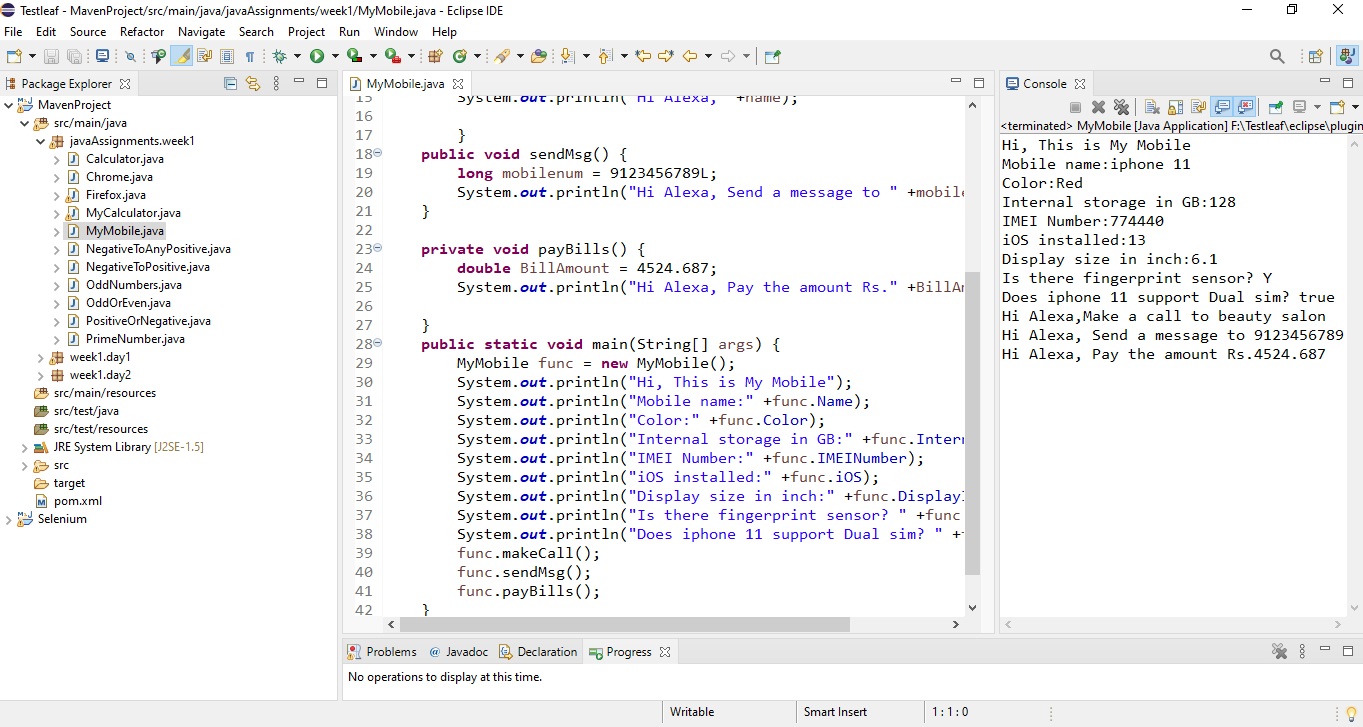 Testleaf - MavenProject/src/main/java/javaAssignments/week1/MyMobile.java - Eclipse IDE
File Edit Source Refactor Navigate Search Project Run Window Help
Package Explorer
MavenProject
src/main/java
javaAssignments.week1
Calculator.java
Chrome.java
Firefox.java
MyCalculator.java
MyMobile.java
NegativeToAnyPositive.java
NegativeToPositive.java
OddNumbers.java
OddOrEven.java
PositiveOrNegative.java
PrimeNumber.java
week1.day1
week1.day2
src/main/resources
src/test/java
src/test/resources
JRE System Library [J2SE-1.5]
src
target
pom.xml
Selenium
MyMobile.java
15 System.out.println("Hi Alexa, " +name);
16
17 }
18 public void sendMsg() {
19 long mobilenum = 9123456789L;
20 System.out.println("Hi Alexa, Send a message to " +mobile
21 }
22
23 private void payBills() {
24 double BillAmount = 4524.687;
25 System.out.println("Hi Alexa, Pay the amount Rs." +BillAm
26
27 }
28 public static void main(String[] args) {
29 MyMobile func = new MyMobile();
30 System.out.println("Hi, This is My Mobile");
31 System.out.println("Mobile name:" +func.Name);
32 System.out.println("Color:" +func.Color);
33 System.out.println("Internal storage in GB:" +func.Intern
34 System.out.println("IMEI Number:" +func.IMEINumber);
35 System.out.println("iOS installed:" +func.iOS);
36 System.out.println("Display size in inch:" +func.Display
37 System.out.println("Is there fingerprint sensor? " +func
38 System.out.println("Does iphone 11 support Dual sim? " +
39 func.makeCall();
40 func.sendMsg();
41 func.payBills();
42 }
Console
<terminated> MyMobile [Java Application] F:\Testleaf\eclipse\plugin
Hi, This is My Mobile
Mobile name:iphone 11
Color:Red
Internal storage in GB:128
IMEI Number:774440
iOS installed:13
Display size in inch:6.1
Is there fingerprint sensor? Y
Does iphone 11 support Dual sim? true
Hi Alexa,Make a call to beauty salon
Hi Alexa, Send a message to 9123456789
Hi Alexa, Pay the amount Rs.4524.687
Problems @ Javadoc Declaration Progress
No operations to display at this time.
Writable Smart Insert 1:1:0